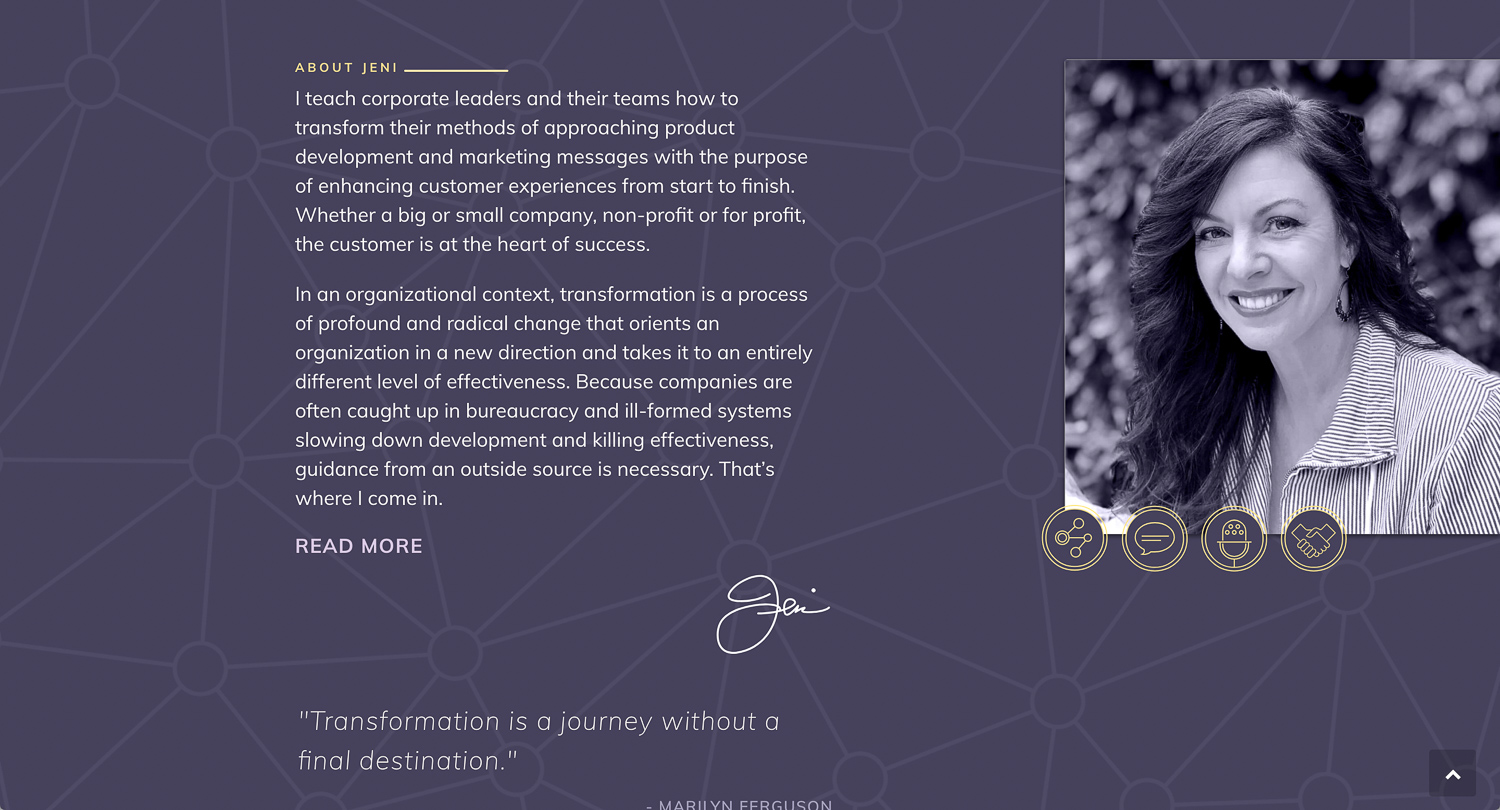 ABOUT JENI
I teach corporate leaders and their teams how to
transform their methods of approaching product
development and marketing messages with the purpose
of enhancing customer experiences from start to finish.
Whether a big or small company, non-profit or for profit,
the customer is at the heart of success.
In an organizational context, transformation is a process
of profound and radical change that orients an
organization in a new direction and takes it to an entirely
different level of effectiveness. Because companies are
often caught up in bureaucracy and ill-formed systems
slowing down development and killing effectiveness,
guidance from an outside source is necessary. That’s
where I come in.
READ MORE
Jeni
"Transformation is a journey without a
final destination."
- MARILYN FERGUSON